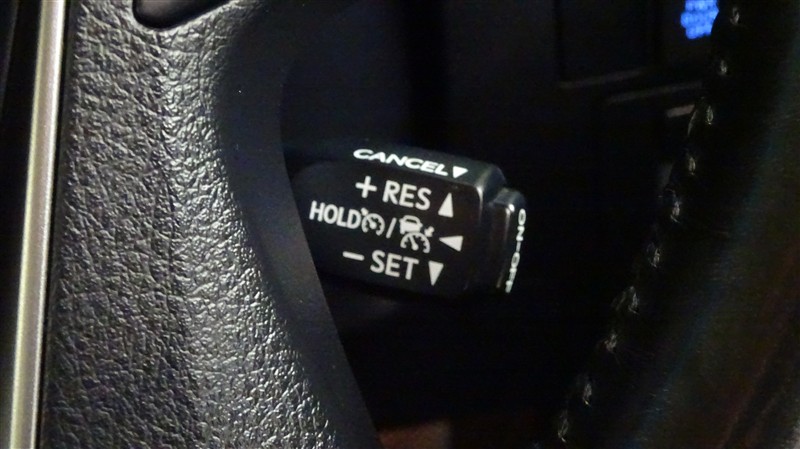 CANCEL▼
+ RES ▲
HOLD / ◄
− SET ▼
ON-OFF